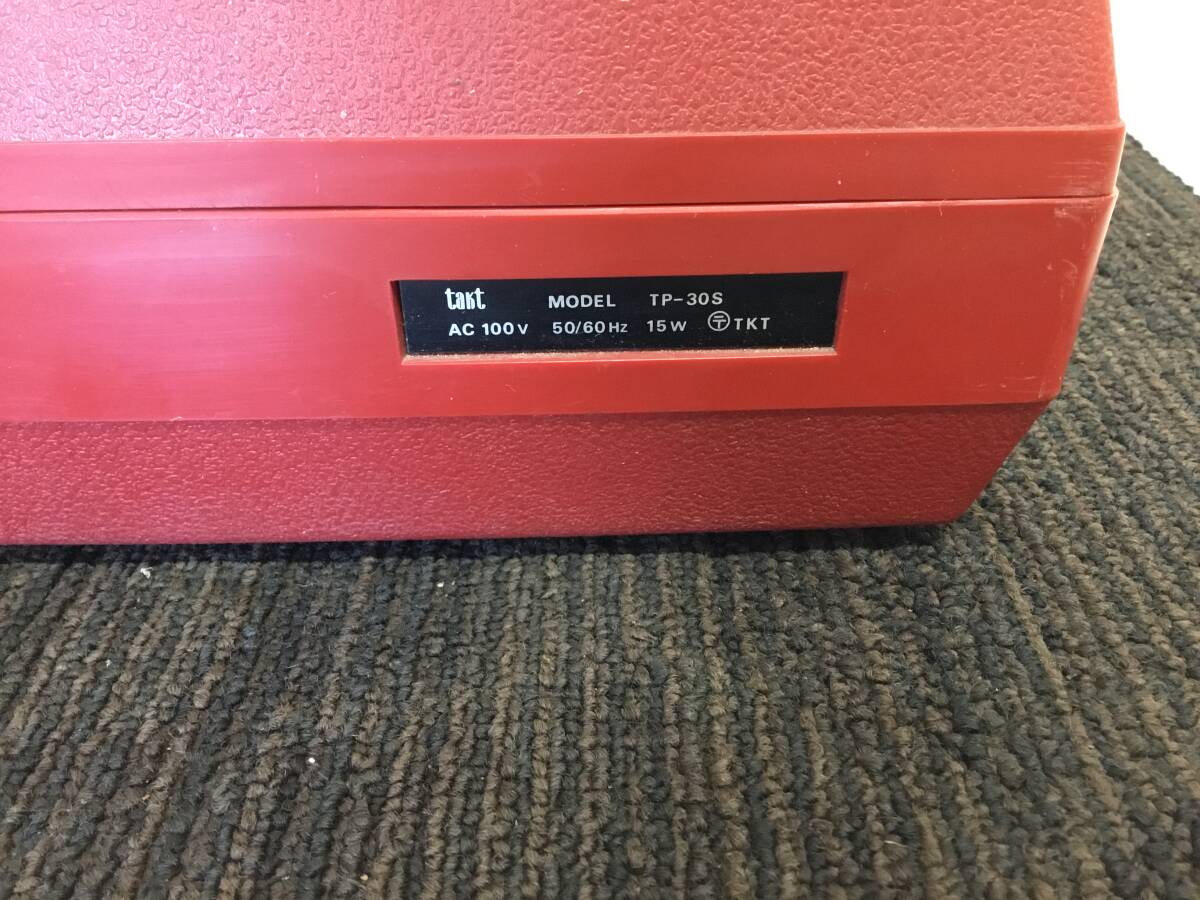 takt MODEL TP-30S
AC 100V 50/60Hz 15W 〶 TKT